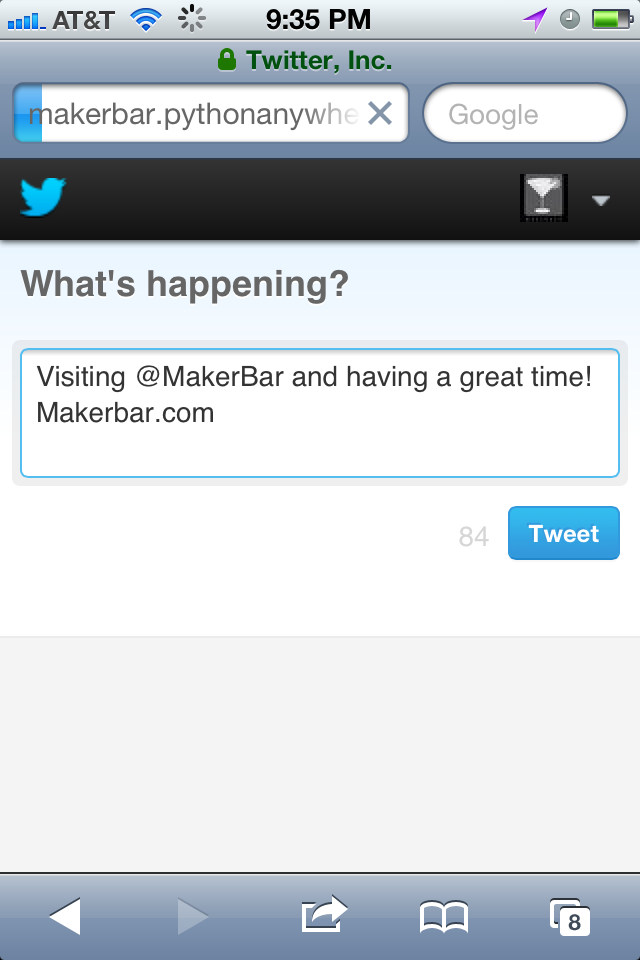 AT&T 9:35 PM
Twitter, Inc.
makerbar.pythonanywhe Google
What's happening?
Visiting @MakerBar and having a great time!
Makerbar.com
84 Tweet
8